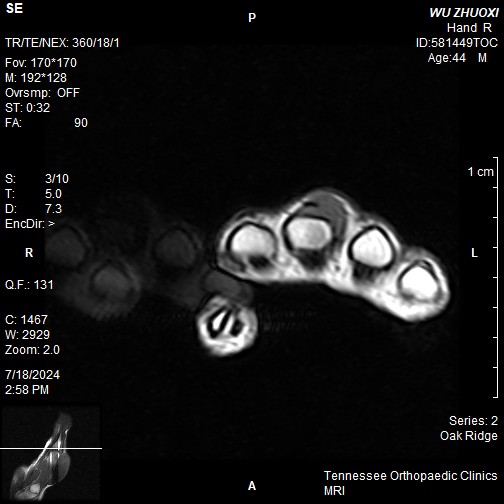 SE
P
WU ZHUOXI
Hand R
ID:581449TOC
Age:44 M
TR/TE/NEX: 360/18/1
Fov: 170*170
M: 192*128
Ovrsmp: OFF
ST: 0:32
FA: 90
S: 3/10
T: 5.0
D: 7.3
EncDir: >
1 cm
R
L
Q.F.: 131
C: 1467
W: 2929
Zoom: 2.0
7/18/2024
2:58 PM
Series: 2
Oak Ridge
A
Tennessee Orthopaedic Clinics
MRI